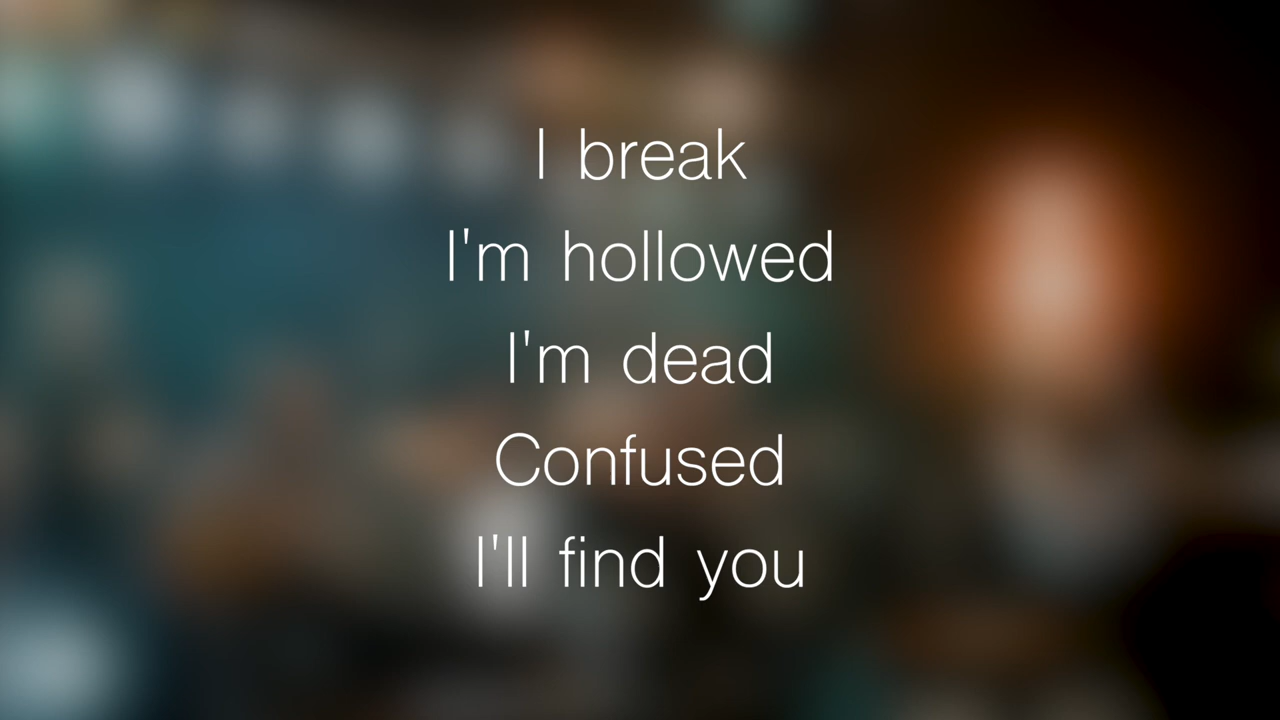 I break
I'm hollowed
I'm dead
Confused
I'll find you